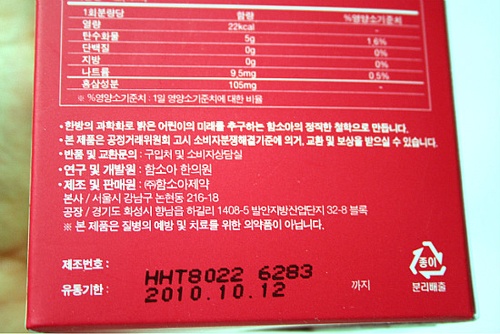 1회분량당 함량 %영양소기준치
열량 22kcal -
탄수화물 5g 1.6%
단백질 0g 0%
지방 0g 0%
나트륨 9.5mg 0.5%
홍삼성분 105mg -
※ %영양소기준치 : 1일 영양소기준치에 대한 비율
• 한방의 과학화로 밝은 어린이의 미래를 추구하는 함소아의 정직한 철학으로 만듭니다.
• 본 제품은 공정거래위원회 고시 소비자분쟁해결기준에 의거, 교환 및 보상을 받으실 수 있습니다.
• 반품 및 교환문의 : 구입처 및 소비자상담실
• 연구 및 개발원 : 함소아 한의원
• 제조 및 판매원 : ㈜함소아제약
본사 / 서울시 강남구 논현동 216-18
공장 / 경기도 화성시 향남읍 하길리 1408-5 발안지방산업단지 32-8 블록
※ 본 제품은 질병의 예방 및 치료를 위한 의약품이 아닙니다.
제조번호 : HHT8022 6283
유통기한 : 2010.10.12 까지
종이
분리배출